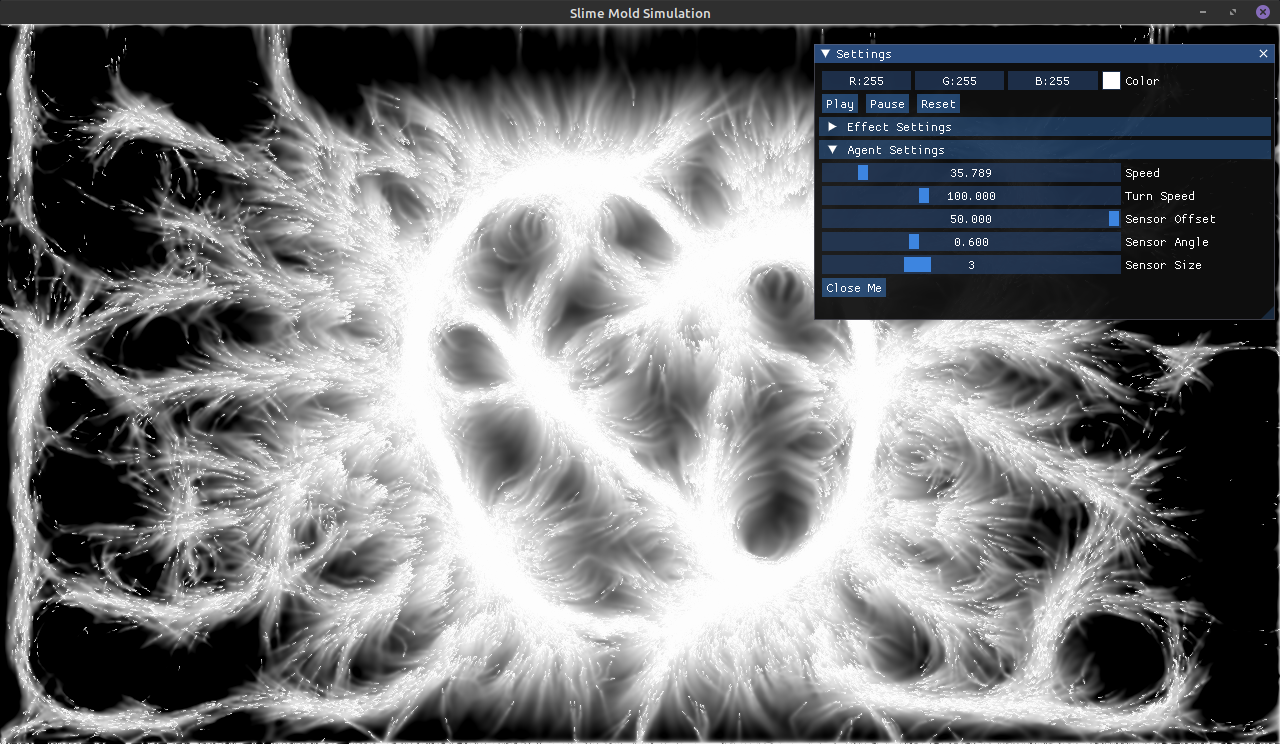 Slime Mold Simulation
Settings
R:255 G:255 B:255 Color
Play Pause Reset
Effect Settings
Agent Settings
35.789 Speed
100.000 Turn Speed
50.000 Sensor Offset
0.600 Sensor Angle
3 Sensor Size
Close Me